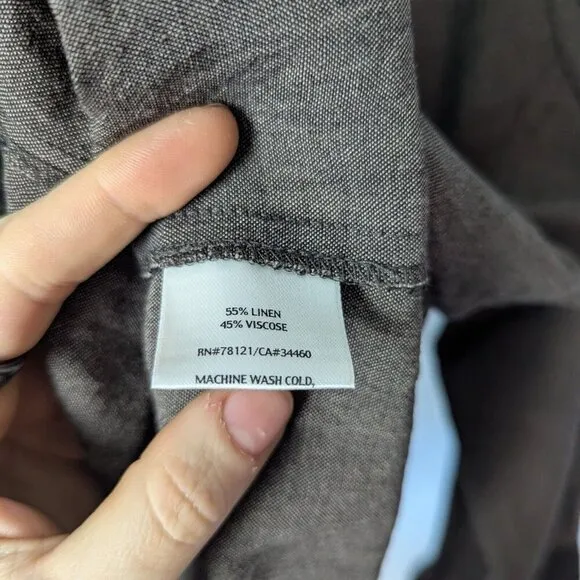 55% LINEN
45% VISCOSE
RN#78121/CA#34460
MACHINE WASH COLD,